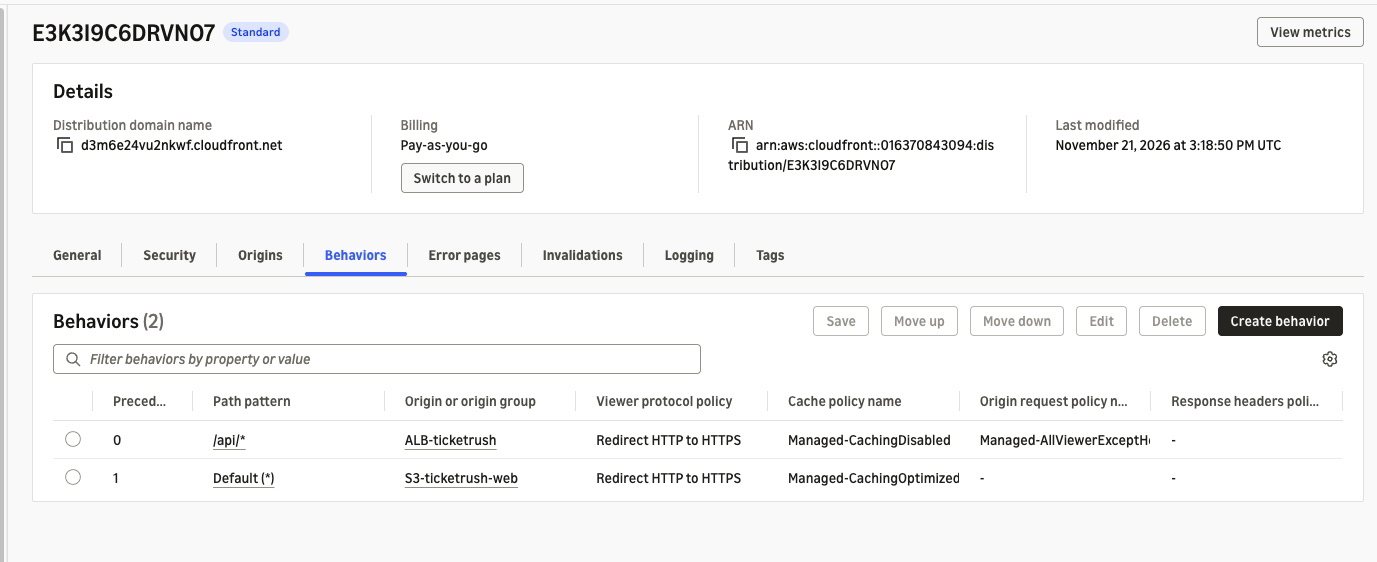 E3K3I9C6DRVNO7 Standard
View metrics
Details
Distribution domain name
d3m6e24vu2nkwf.cloudfront.net
Billing
Pay-as-you-go
Switch to a plan
ARN
arn:aws:cloudfront::016370843094:dis
tribution/E3K3I9C6DRVNO7
Last modified
November 21, 2026 at 3:18:50 PM UTC
General Security Origins Behaviors Error pages Invalidations Logging Tags
Behaviors (2)
Save Move up Move down Edit Delete Create behavior
Filter behaviors by property or value
Preced... Path pattern Origin or origin group Viewer protocol policy Cache policy name Origin request policy n... Response headers poli...
0 /api/* ALB-ticketrush Redirect HTTP to HTTPS Managed-CachingDisabled Managed-AllViewerExceptHo -
1 Default (*) S3-ticketrush-web Redirect HTTP to HTTPS Managed-CachingOptimized - -